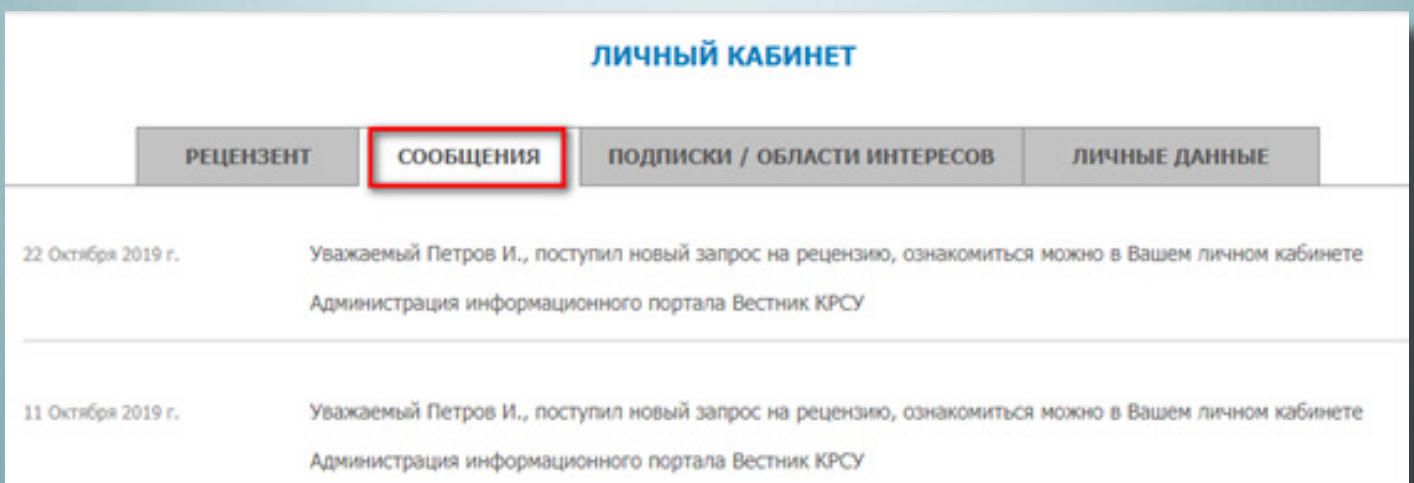 ЛИЧНЫЙ КАБИНЕТ
РЕЦЕНЗЕНТ СООБЩЕНИЯ ПОДПИСКИ / ОБЛАСТИ ИНТЕРЕСОВ ЛИЧНЫЕ ДАННЫЕ
22 Октября 2019 г. Уважаемый Петров И., поступил новый запрос на рецензию, ознакомиться можно в Вашем личном кабинете
Администрация информационного портала Вестник КРСУ
11 Октября 2019 г. Уважаемый Петров И., поступил новый запрос на рецензию, ознакомиться можно в Вашем личном кабинете
Администрация информационного портала Вестник КРСУ